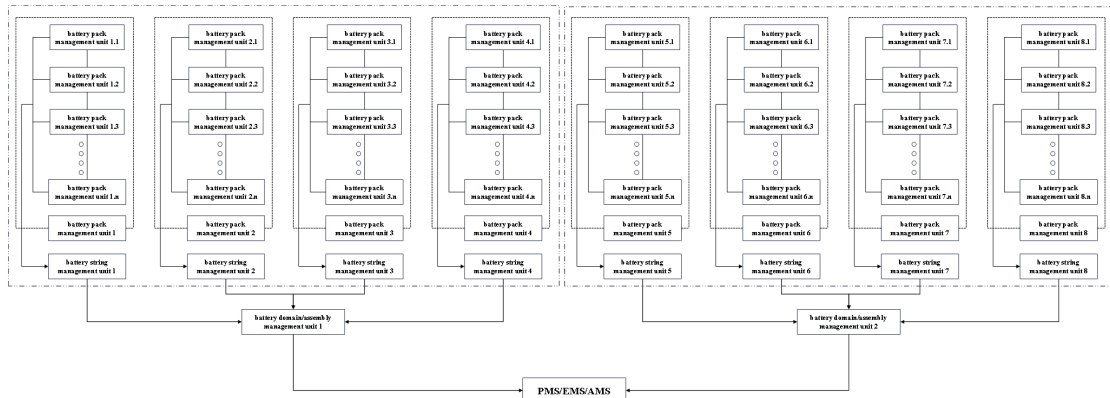 battery pack
management unit 1.1
battery pack
management unit 2.1
battery pack
management unit 3.1
battery pack
management unit 4.1
battery pack
management unit 5.1
battery pack
management unit 6.1
battery pack
management unit 7.1
battery pack
management unit 8.1
battery pack
management unit 1.2
battery pack
management unit 2.2
battery pack
management unit 3.2
battery pack
management unit 4.2
battery pack
management unit 5.2
battery pack
management unit 6.2
battery pack
management unit 7.2
battery pack
management unit 8.2
battery pack
management unit 1.3
battery pack
management unit 2.3
battery pack
management unit 3.3
battery pack
management unit 4.3
battery pack
management unit 5.3
battery pack
management unit 6.3
battery pack
management unit 7.3
battery pack
management unit 8.3
battery pack
management unit 1.n
battery pack
management unit 2.n
battery pack
management unit 3.n
battery pack
management unit 4.n
battery pack
management unit 5.n
battery pack
management unit 6.n
battery pack
management unit 7.n
battery pack
management unit 8.n
battery pack
management unit 1
battery pack
management unit 2
battery pack
management unit 3
battery pack
management unit 4
battery pack
management unit 5
battery pack
management unit 6
battery pack
management unit 7
battery pack
management unit 8
battery string
management unit 1
battery string
management unit 2
battery string
management unit 3
battery string
management unit 4
battery string
management unit 5
battery string
management unit 6
battery string
management unit 7
battery string
management unit 8
battery domain/assembly
management unit 1
battery domain/assembly
management unit 2
PMS/EMS/AMS